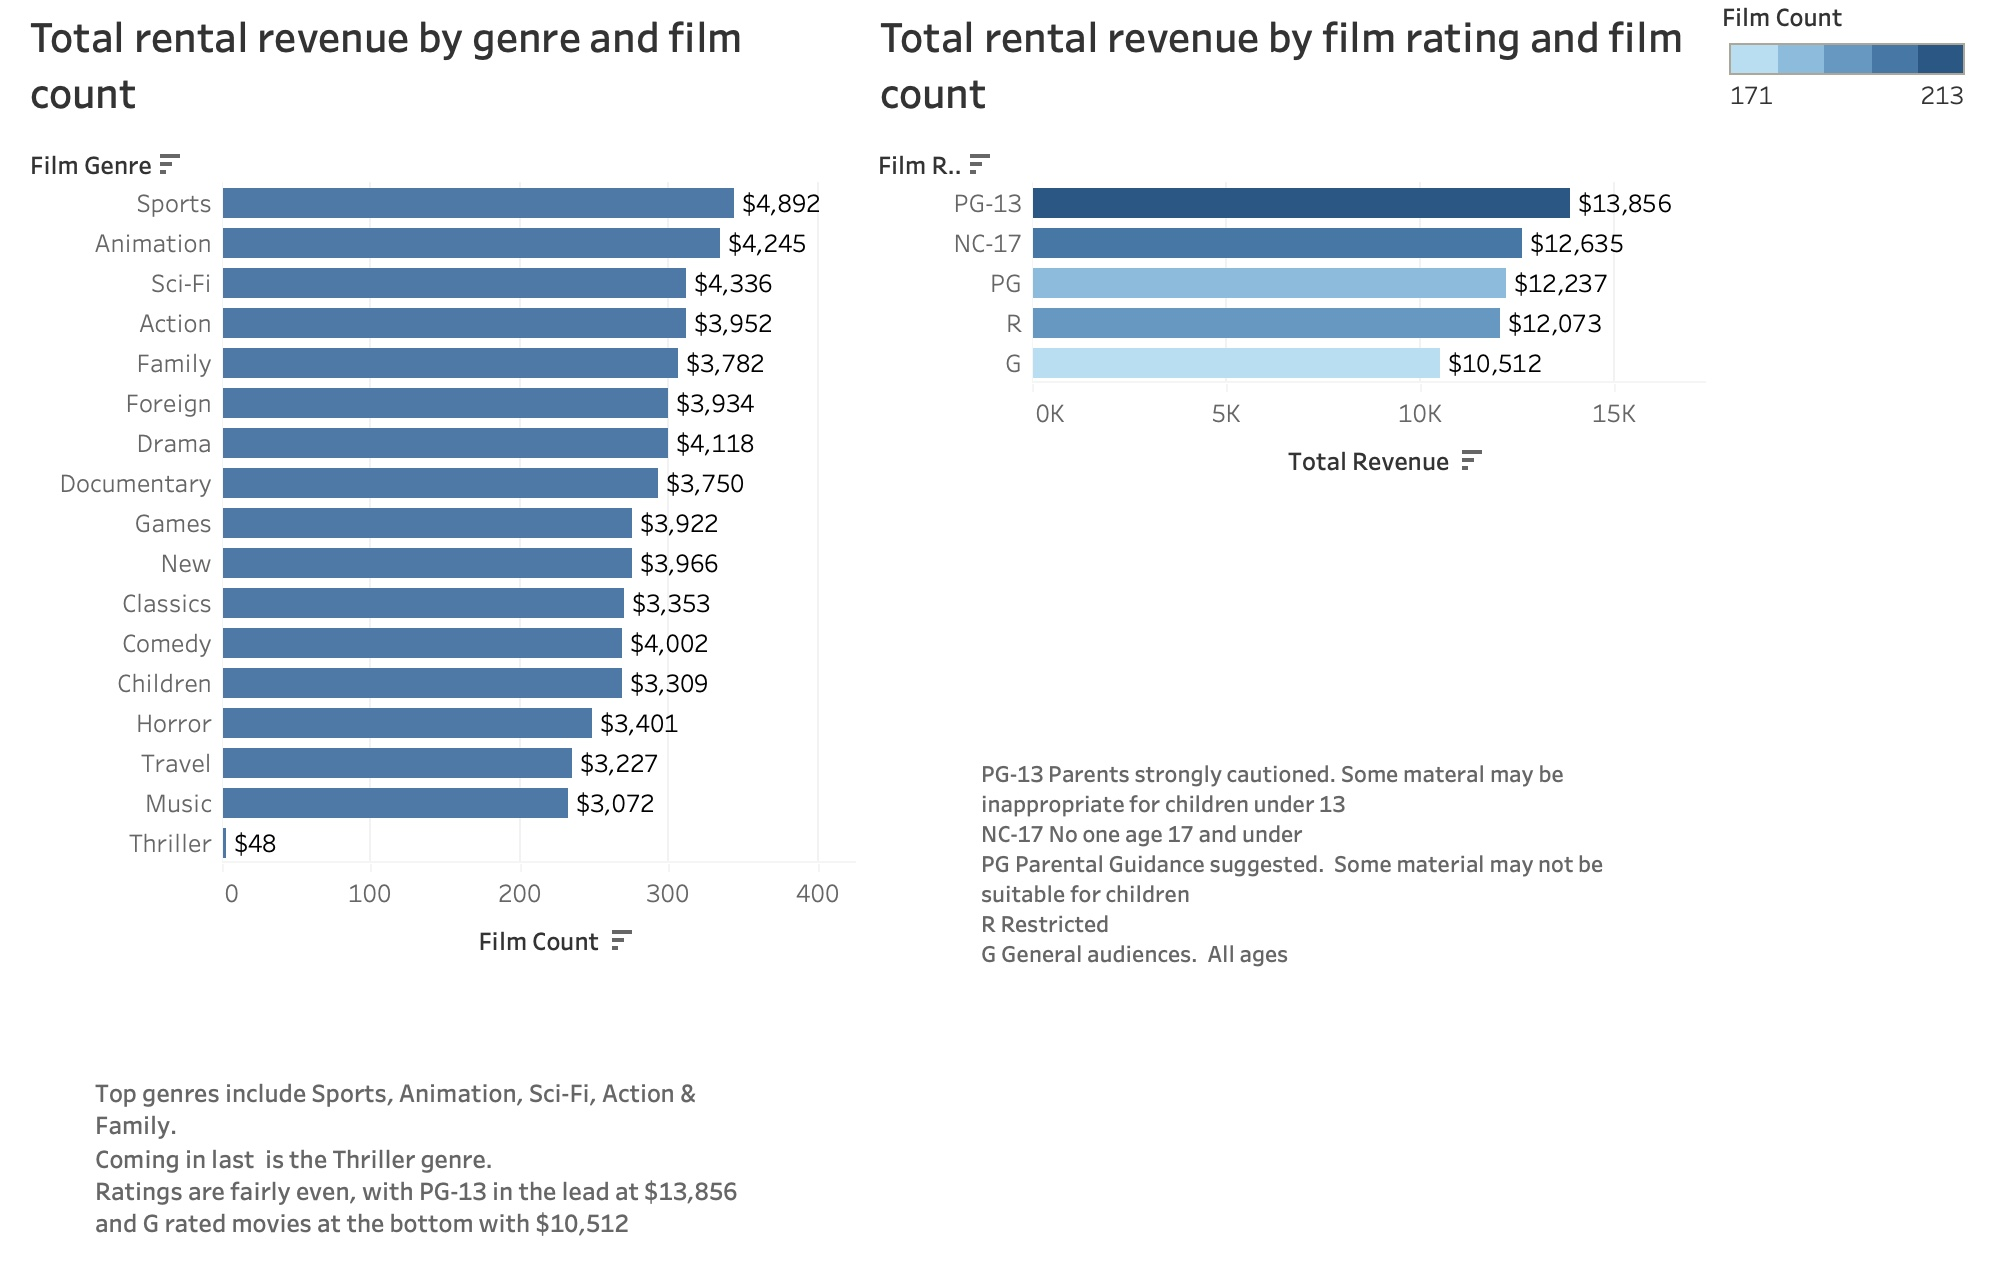 Total rental revenue by genre and film
count
Film Genre
Sports $4,892
Animation $4,245
Sci-Fi $4,336
Action $3,952
Family $3,782
Foreign $3,934
Drama $4,118
Documentary $3,750
Games $3,922
New $3,966
Classics $3,353
Comedy $4,002
Children $3,309
Horror $3,401
Travel $3,227
Music $3,072
Thriller $48
0 100 200 300 400
Film Count
Total rental revenue by film rating and film
count
Film R..
PG-13 $13,856
NC-17 $12,635
PG $12,237
R $12,073
G $10,512
0K 5K 10K 15K
Total Revenue
Film Count
171 213
PG-13 Parents strongly cautioned. Some materal may be
inappropriate for children under 13
NC-17 No one age 17 and under
PG Parental Guidance suggested.  Some material may not be
suitable for children
R Restricted
G General audiences.  All ages
Top genres include Sports, Animation, Sci-Fi, Action &
Family.
Coming in last  is the Thriller genre.
Ratings are fairly even, with PG-13 in the lead at $13,856
and G rated movies at the bottom with $10,512